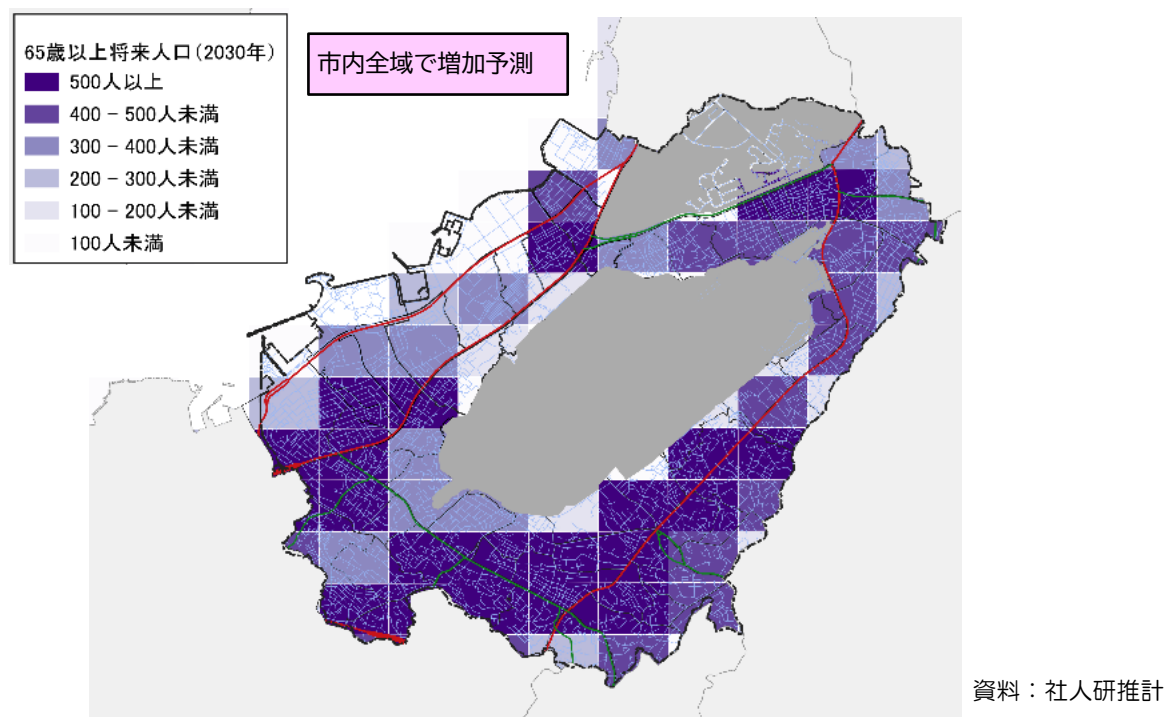 65歳以上将来人口(2030年)
500人以上
400 - 500人未満
300 - 400人未満
200 - 300人未満
100 - 200人未満
100人未満
市内全域で増加予測
資料：社人研推計